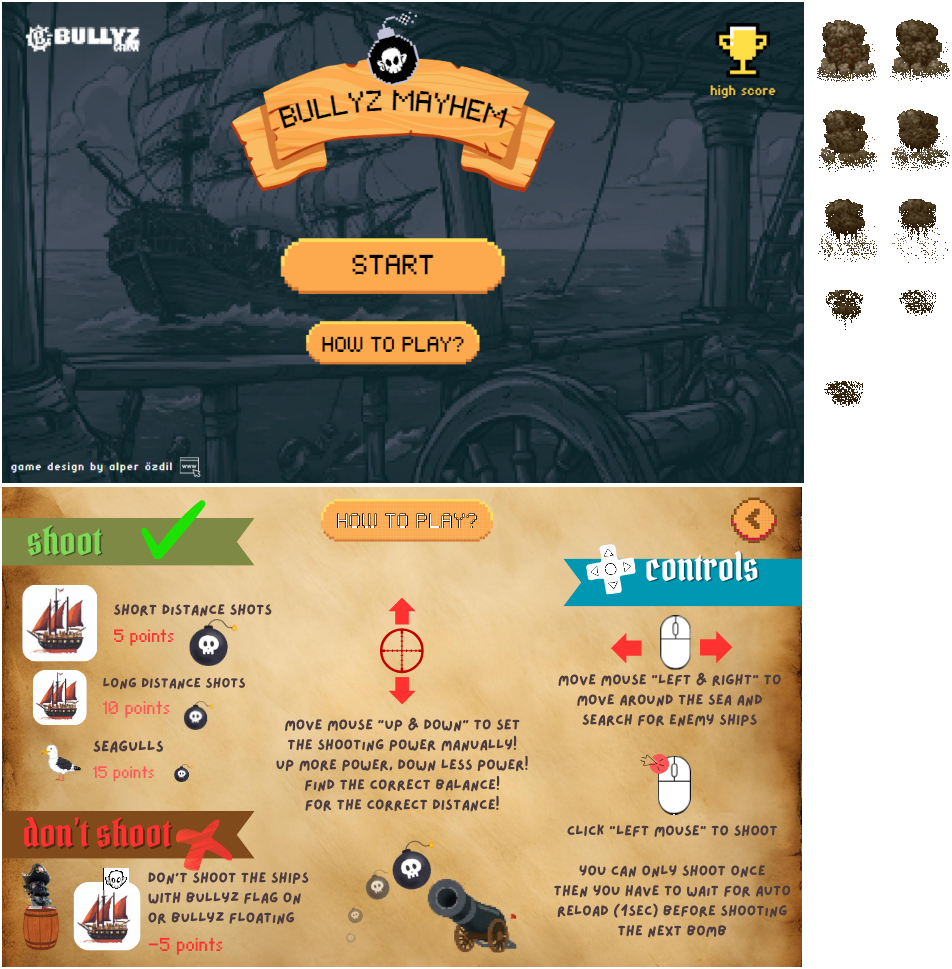 BULLYZ
BULLYZ MAYHEM
high score
START
HOW TO PLAY?
game design by alper özdil
www
HOW TO PLAY?
shoot
SHORT DISTANCE SHOTS
5 points
LONG DISTANCE SHOTS
10 points
SEAGULLS
15 points
don't shoot
DON'T SHOOT THE SHIPS
WITH BULLYZ FLAG ON
OR BULLYZ FLOATING
-5 points
MOVE MOUSE "UP & DOWN" TO SET
THE SHOOTING POWER MANUALLY!
UP MORE POWER, DOWN LESS POWER!
FIND THE CORRECT BALANCE!
FOR THE CORRECT DISTANCE!
controls
MOVE MOUSE "LEFT & RIGHT" TO
MOVE AROUND THE SEA AND
SEARCH FOR ENEMY SHIPS
CLICK "LEFT MOUSE" TO SHOOT
YOU CAN ONLY SHOOT ONCE
THEN YOU HAVE TO WAIT FOR AUTO
RELOAD (1SEC) BEFORE SHOOTING
THE NEXT BOMB